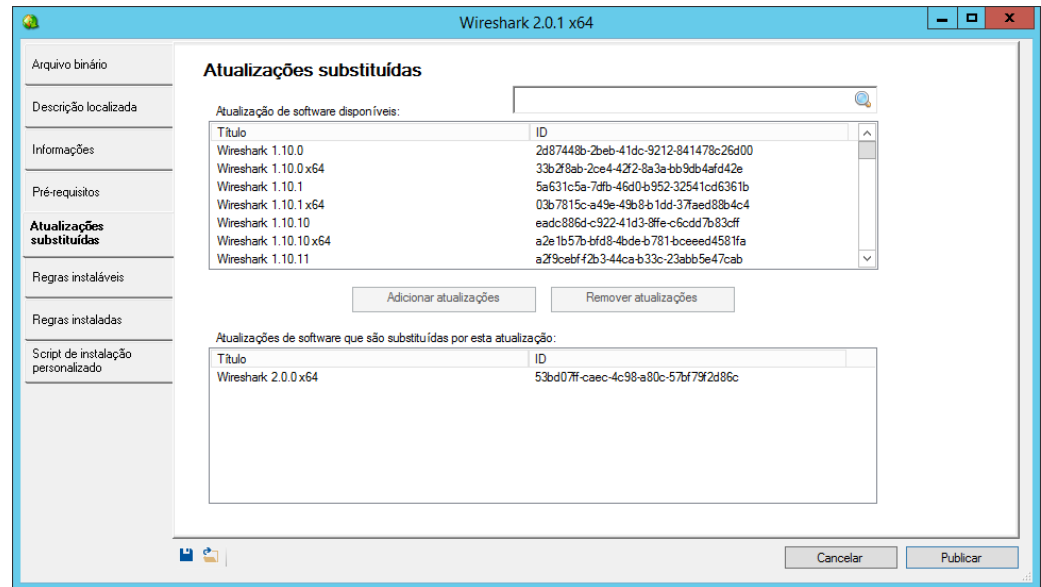 Wireshark 2.0.1 x64
Arquivo binário
Descrição localizada
Informações
Pré-requisitos
Atualizações
substituídas
Regras instaláveis
Regras instaladas
Script de instalação
personalizado
Atualizações substituídas
Atualização de software disponíveis:
Título ID
Wireshark 1.10.0 2d87448b-2beb-41dc-9212-841478c26d00
Wireshark 1.10.0 x64 33b2f8ab-2ce4-42f2-8a3a-bb9db4afd42e
Wireshark 1.10.1 5a631c5a-7dfb-46d0-b952-32541cd6361b
Wireshark 1.10.1 x64 03b7815c-a49e-49b8-b1dd-37faed88b4c4
Wireshark 1.10.10 eadc886d-c922-41d3-8ffe-c6cdd7b83cff
Wireshark 1.10.10 x64 a2e1b57b-bfd8-4bde-b781-bceeed4581fa
Wireshark 1.10.11 a2f9cebf-f2b3-44ca-b33c-23abb5e47cab
Adicionar atualizações Remover atualizações
Atualizações de software que são substituídas por esta atualização:
Título ID
Wireshark 2.0.0 x64 53bd07ff-caec-4c98-a80c-57bf79f2d86c
Cancelar Publicar